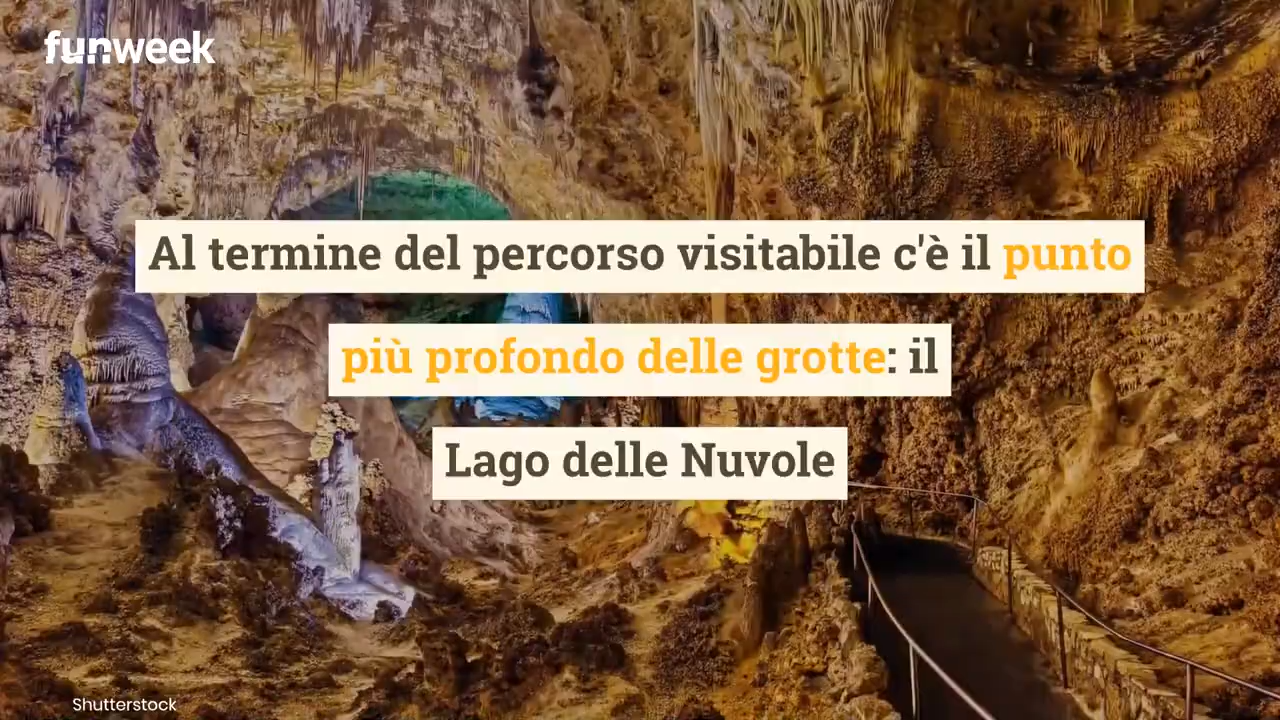 funweek
Al termine del percorso visitabile c'è il punto
più profondo delle grotte: il
Lago delle Nuvole
Shutterstock